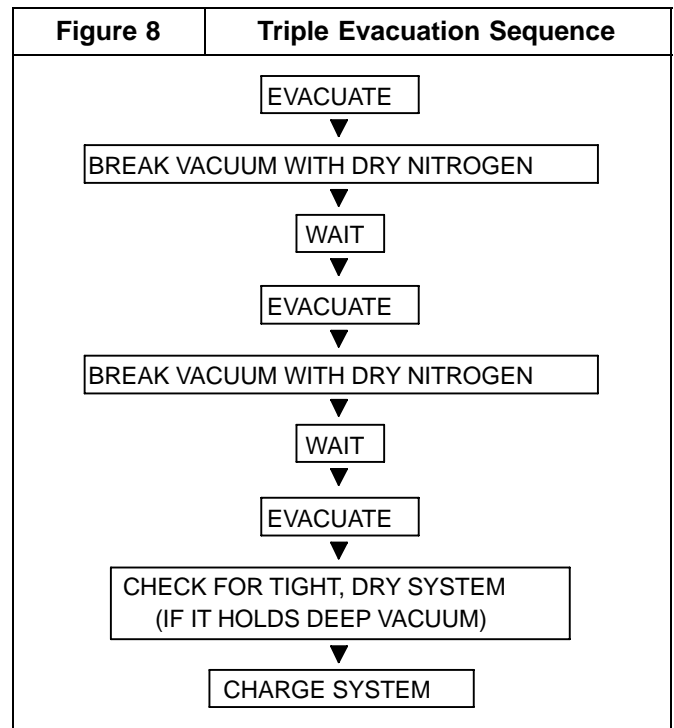 Figure 8
Triple Evacuation Sequence
EVACUATE
BREAK VACUUM WITH DRY NITROGEN
WAIT
EVACUATE
BREAK VACUUM WITH DRY NITROGEN
WAIT
EVACUATE
CHECK FOR TIGHT, DRY SYSTEM
(IF IT HOLDS DEEP VACUUM)
CHARGE SYSTEM